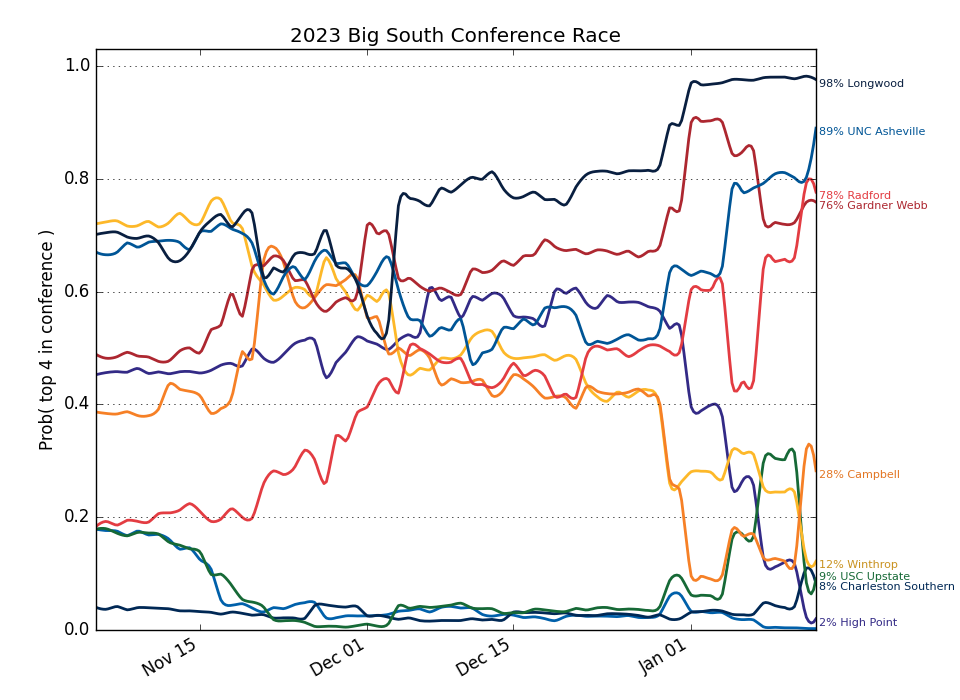 2023 Big South Conference Race
Prob( top 4 in conference )
1.0
0.8
0.6
0.4
0.2
0.0
Nov 15
Dec 01
Dec 15
Jan 01
98% Longwood
89% UNC Asheville
78% Radford
76% Gardner Webb
28% Campbell
12% Winthrop
9% USC Upstate
8% Charleston Southern
2% High Point